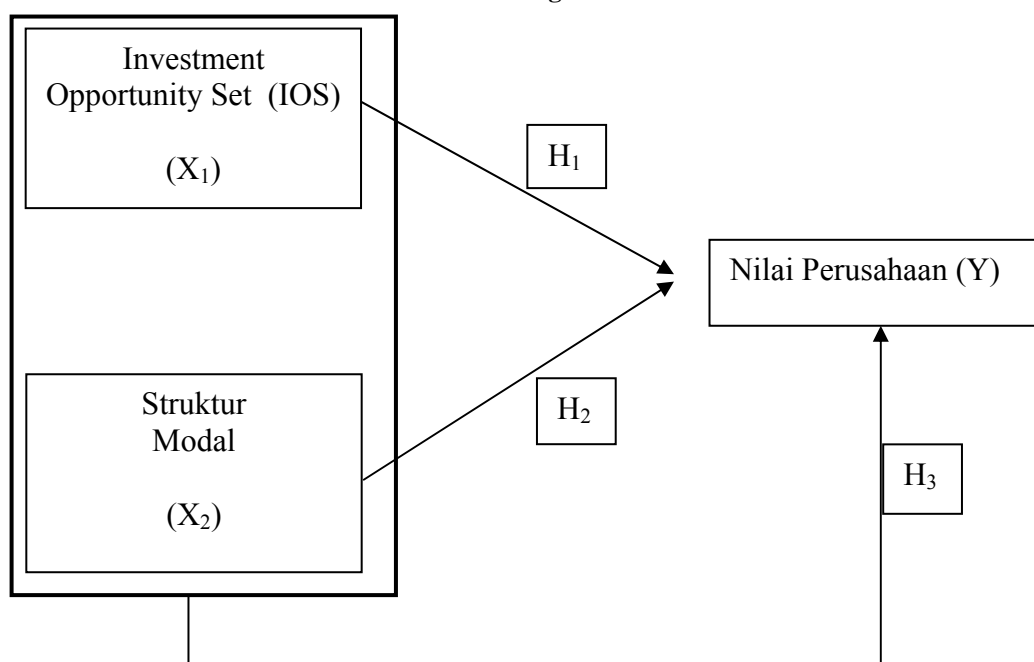 Investment
Opportunity Set (IOS)
(X₁)
H₁
Nilai Perusahaan (Y)
Struktur
Modal
(X₂)
H₂
H₃